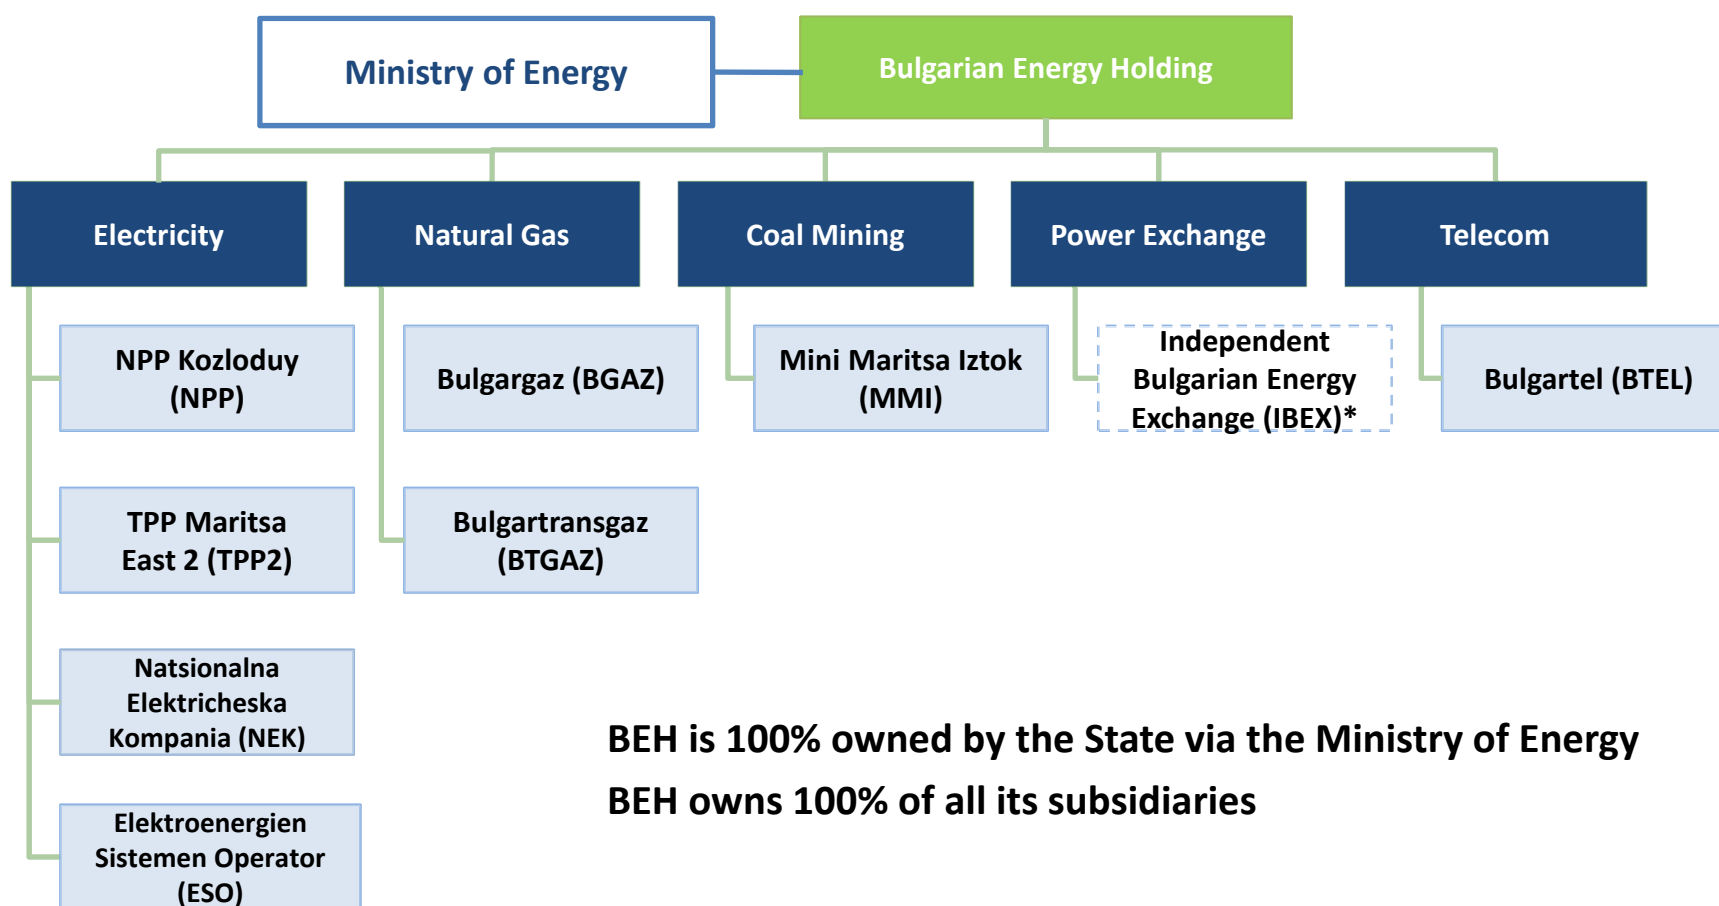 Ministry of Energy
Bulgarian Energy Holding
Electricity
Natural Gas
Coal Mining
Power Exchange
Telecom
NPP Kozloduy
(NPP)
Bulgargaz (BGAZ)
Mini Maritsa Iztok
(MMI)
Independent
Bulgarian Energy
Exchange (IBEX)*
Bulgartel (BTEL)
TPP Maritsa
East 2 (TPP2)
Bulgartransgaz
(BTGAZ)
Natsionalna
Elektricheska
Kompania (NEK)
Elektroenergien
Sistemen Operator
(ESO)
BEH is 100% owned by the State via the Ministry of Energy
BEH owns 100% of all its subsidiaries